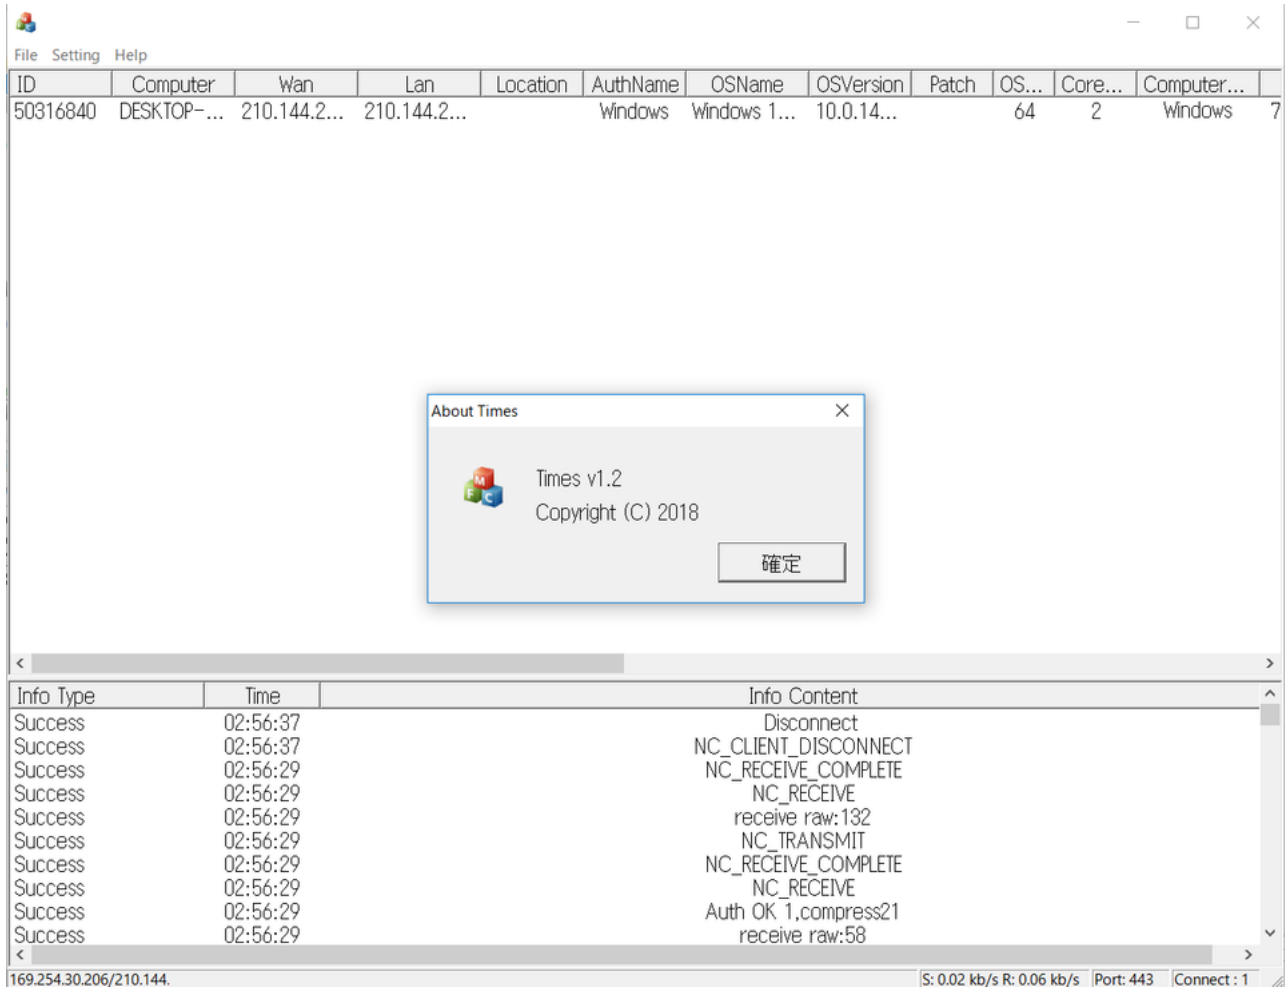 File Setting Help
ID Computer Wan Lan Location AuthName OSName OSVersion Patch OS... Core... Computer...
50316840 DESKTOP-... 210.144.2... 210.144.2... Windows Windows 1... 10.0.14... 64 2 Windows 7
About Times
M F C
Times v1.2
Copyright (C) 2018
確定
Info Type Time Info Content
Success 02:56:37 Disconnect
Success 02:56:37 NC_CLIENT_DISCONNECT
Success 02:56:29 NC_RECEIVE_COMPLETE
Success 02:56:29 NC_RECEIVE
Success 02:56:29 receive raw:132
Success 02:56:29 NC_TRANSMIT
Success 02:56:29 NC_RECEIVE_COMPLETE
Success 02:56:29 NC_RECEIVE
Success 02:56:29 Auth OK 1,compress21
Success 02:56:29 receive raw:58
169.254.30.206/210.144. S: 0.02 kb/s R: 0.06 kb/s Port: 443 Connect : 1